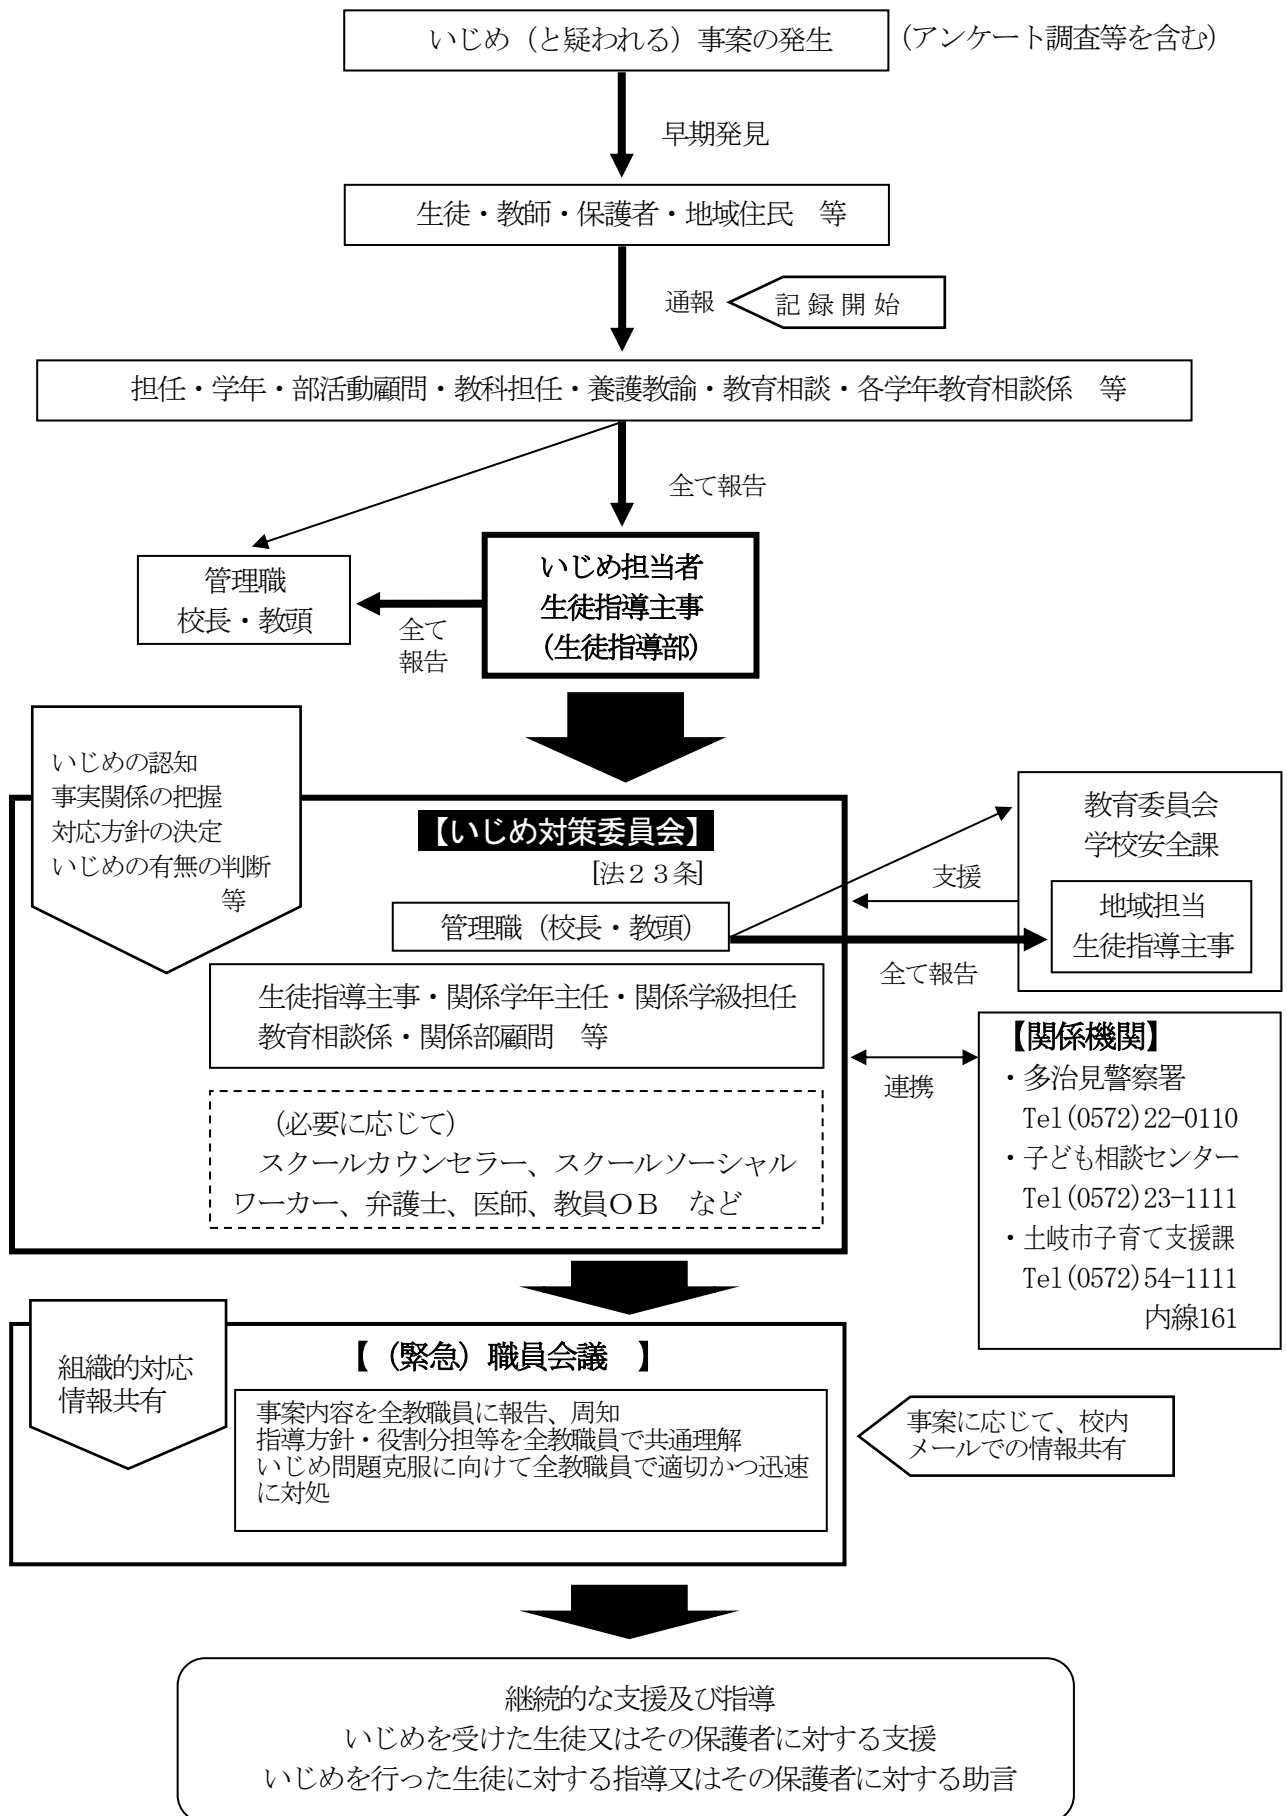 いじめ（と疑われる）事案の発生
（アンケート調査等を含む）
早期発見
生徒・教師・保護者・地域住民　等
通報
記 録 開 始
担任・学年・部活動顧問・教科担任・養護教諭・教育相談・各学年教育相談係　等
全て報告
管理職
校長・教頭
全て
報告
いじめ担当者
生徒指導主事
（生徒指導部）
いじめの認知
事実関係の把握
対応方針の決定
いじめの有無の判断
等
【いじめ対策委員会】
[法２３条]
管理職（校長・教頭）
生徒指導主事・関係学年主任・関係学級担任
教育相談係・関係部顧問　等
（必要に応じて）
スクールカウンセラー、スクールソーシャル
ワーカー、弁護士、医師、教員ＯＢ　など
教育委員会
学校安全課
支援
地域担当
生徒指導主事
全て報告
連携
【関係機関】
・多治見警察署
Tel(0572)22-0110
・子ども相談センター
Tel(0572)23-1111
・土岐市子育て支援課
Tel(0572)54-1111
内線161
組織的対応
情報共有
【（緊急）職員会議　】
事案内容を全教職員に報告、周知
指導方針・役割分担等を全教職員で共通理解
いじめ問題克服に向けて全教職員で適切かつ迅速
に対処
事案に応じて、校内
メールでの情報共有
継続的な支援及び指導
いじめを受けた生徒又はその保護者に対する支援
いじめを行った生徒に対する指導又はその保護者に対する助言